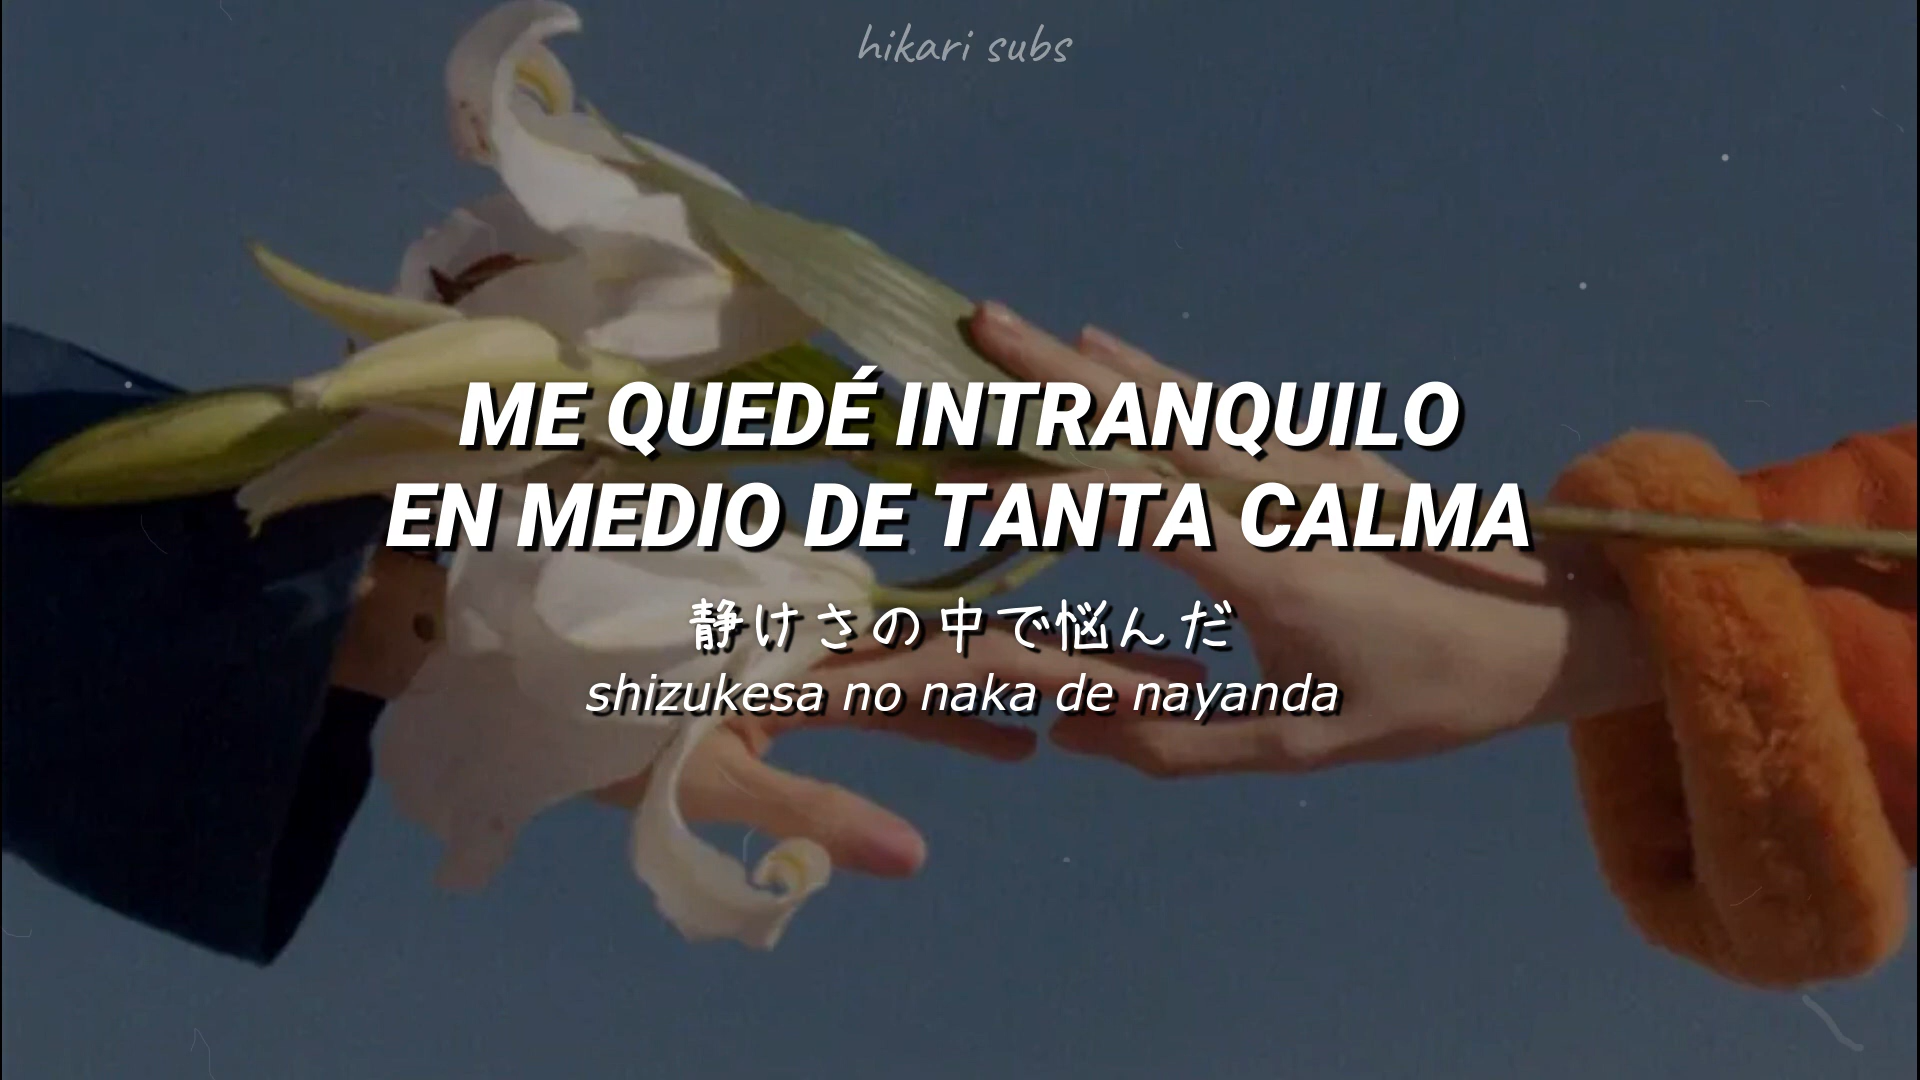 hikari subs
ME QUEDÉ INTRANQUILO
EN MEDIO DE TANTA CALMA
静けさの中で悩んだ
shizukesa no naka de nayanda